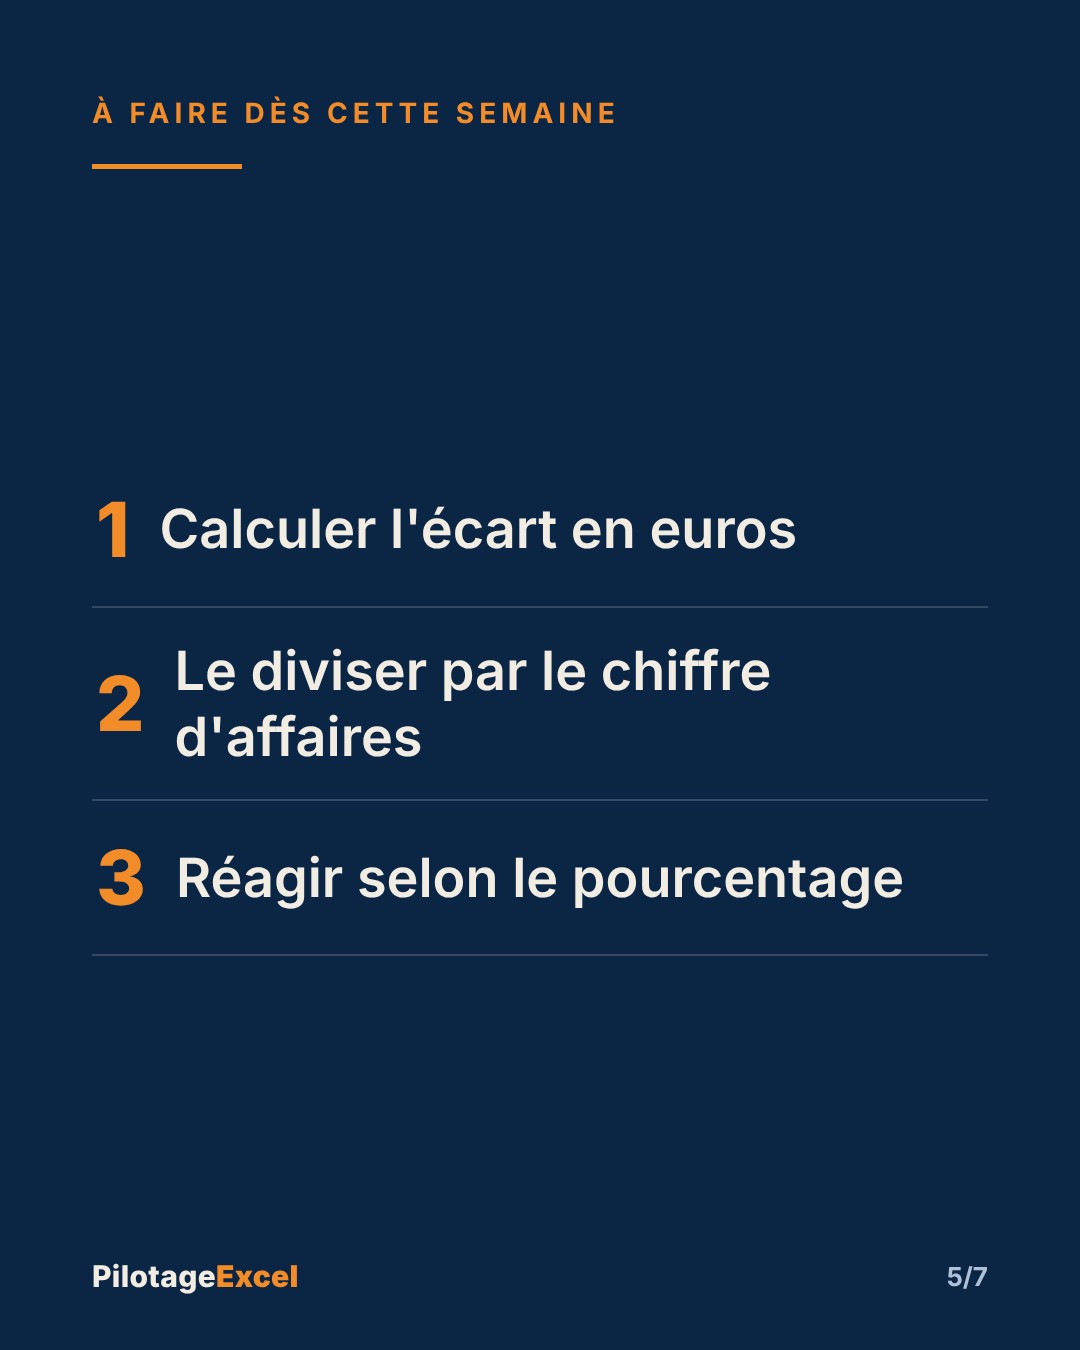 À FAIRE DÈS CETTE SEMAINE
1 Calculer l'écart en euros
2 Le diviser par le chiffre
d'affaires
3 Réagir selon le pourcentage
PilotageExcel
5/7